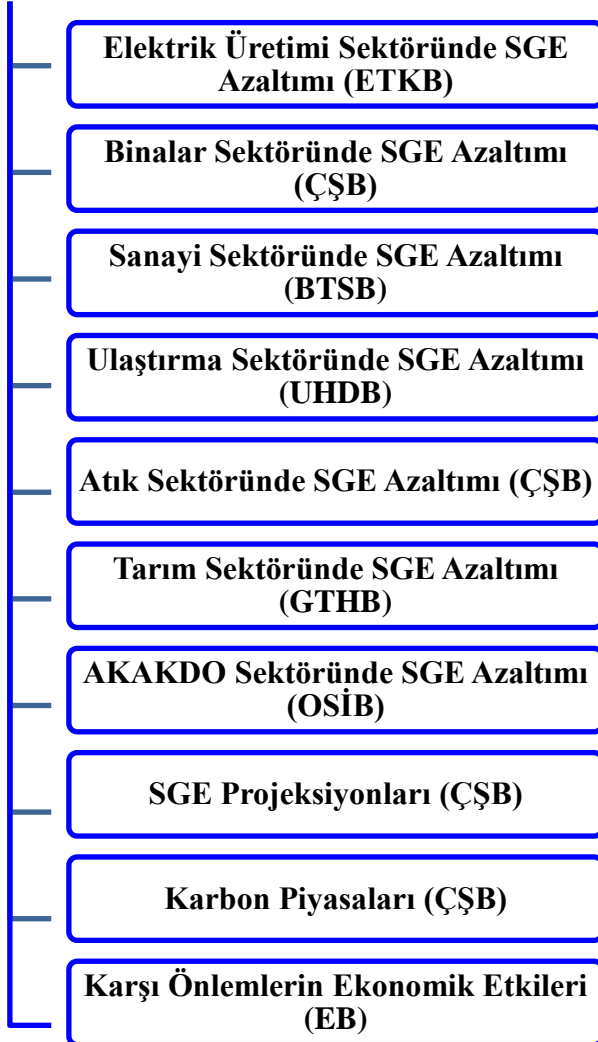 Elektrik Üretimi Sektöründe SGE
Azaltımı (ETKB)
Binalar Sektöründe SGE Azaltımı
(ÇŞB)
Sanayi Sektöründe SGE Azaltımı
(BTSB)
Ulaştırma Sektöründe SGE Azaltımı
(UHDB)
Atık Sektöründe SGE Azaltımı (ÇŞB)
Tarım Sektöründe SGE Azaltımı
(GTHB)
AKAKDO Sektöründe SGE Azaltımı
(OSİB)
SGE Projeksiyonları (ÇŞB)
Karbon Piyasaları (ÇŞB)
Karşı Önlemlerin Ekonomik Etkileri
(EB)